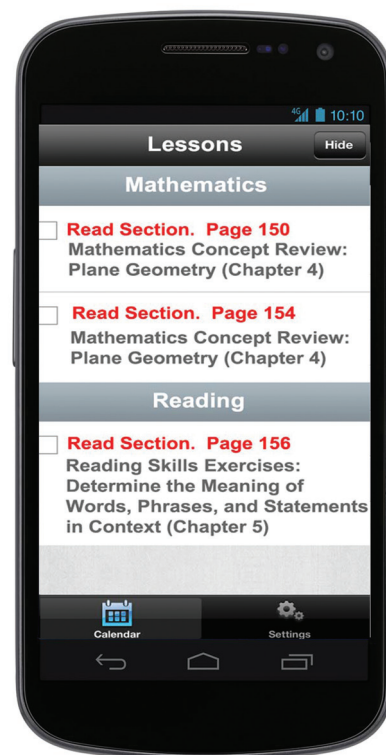 4G 10:10
Lessons Hide
Mathematics
Read Section. Page 150
Mathematics Concept Review:
Plane Geometry (Chapter 4)
Read Section. Page 154
Mathematics Concept Review:
Plane Geometry (Chapter 4)
Reading
Read Section. Page 156
Reading Skills Exercises:
Determine the Meaning of
Words, Phrases, and Statements
in Context (Chapter 5)
Calendar Settings